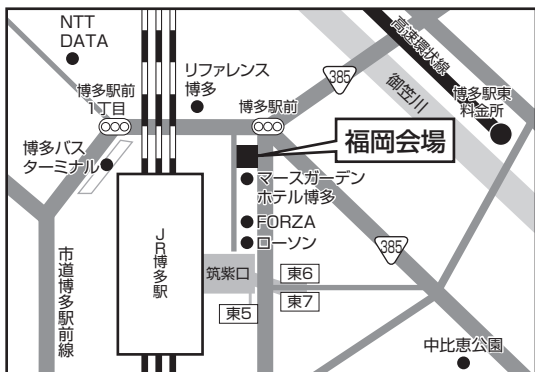 NTT
DATA
リファレンス
博多
385
高速環状線
御笠川
博多駅東
料金所
博多駅前
1丁目
博多駅前
福岡会場
博多バス
ターミナル
マースガーデン
ホテル博多
FORZA
ローソン
JR博多駅
市道博多駅前線
筑紫口
東6
東7
東5
385
中比恵公園